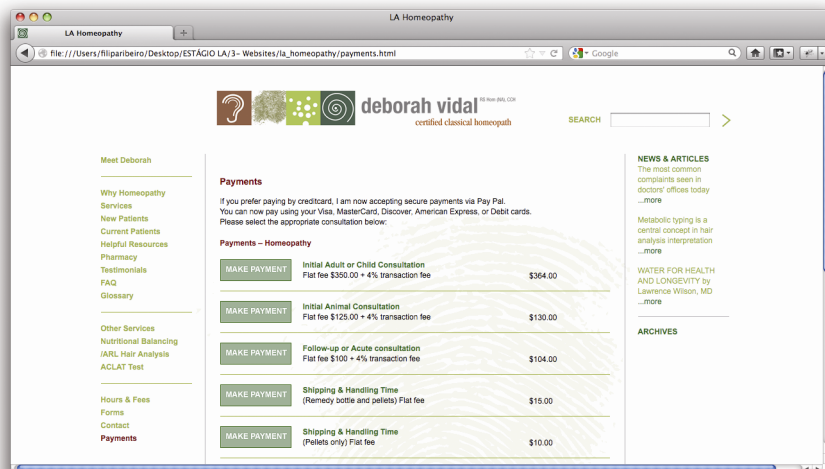 LA Homeopathy
LA Homeopathy
file:///Users/filiparibeiro/Desktop/ESTÁGIO LA/3- Websites/la_homeopathy/payments.html
Google
deborah vidal
certified classical homeopath
SEARCH
Meet Deborah
Why Homeopathy
Services
New Patients
Current Patients
Helpful Resources
Pharmacy
Testimonials
FAQ
Glossary
Other Services
Nutritional Balancing
/ARL Hair Analysis
ACLAT Test
Hours & Fees
Forms
Contact
Payments
Payments
If you prefer paying by creditcard, I am now accepting secure payments via Pay Pal.
You can now pay using your Visa, MasterCard, Discover, American Express, or Debit cards.
Please select the appropriate consultation below:
Payments – Homeopathy
MAKE PAYMENT
Initial Adult or Child Consultation
Flat fee $350.00 + 4% transaction fee
$364.00
MAKE PAYMENT
Initial Animal Consultation
Flat fee $125.00 + 4% transaction fee
$130.00
MAKE PAYMENT
Follow-up or Acute consultation
Flat fee $100 + 4% transaction fee
$104.00
MAKE PAYMENT
Shipping & Handling Time
(Remedy bottle and pellets) Flat fee
$15.00
MAKE PAYMENT
Shipping & Handling Time
(Pellets only) Flat fee
$10.00
NEWS & ARTICLES
The most common
complaints seen in
doctors' offices today
...more
Metabolic typing is a
central concept in hair
analysis interpretation
...more
WATER FOR HEALTH
AND LONGEVITY by
Lawrence Wilson, MD
...more
ARCHIVES